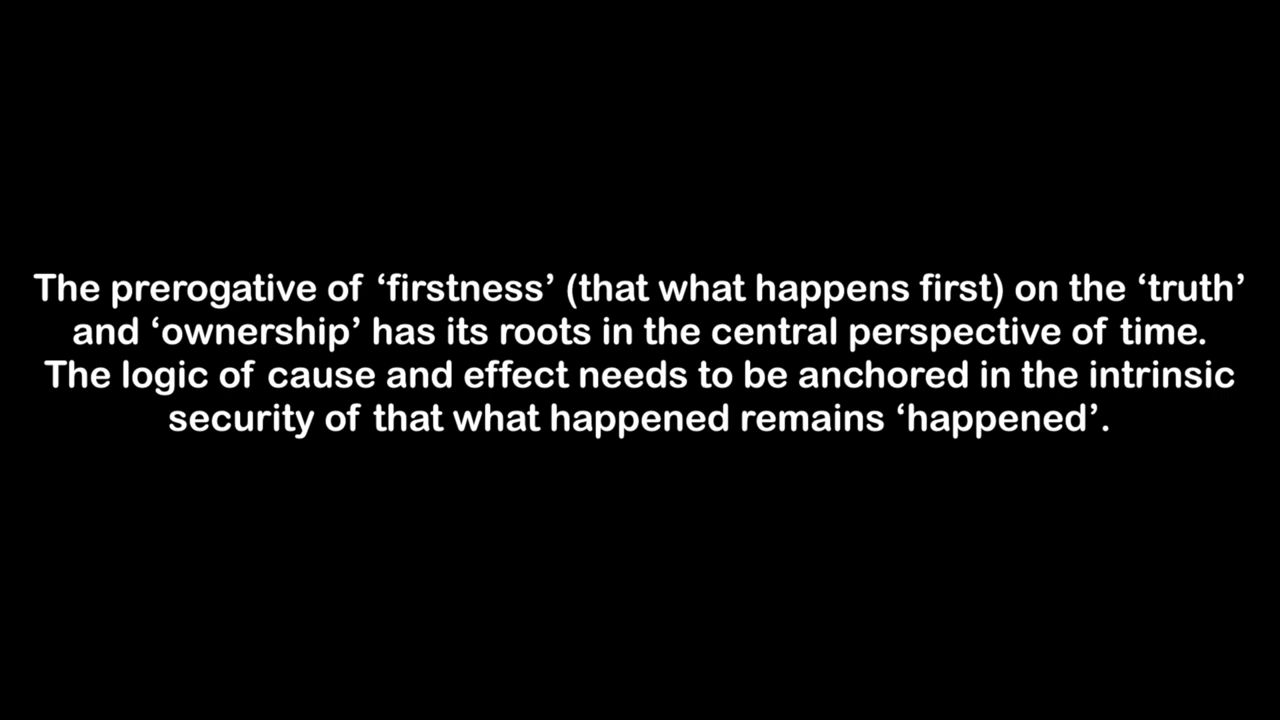 The prerogative of ‘firstness’ (that what happens first) on the ‘truth’
and ‘ownership’ has its roots in the central perspective of time.
The logic of cause and effect needs to be anchored in the intrinsic
security of that what happened remains ‘happened’.